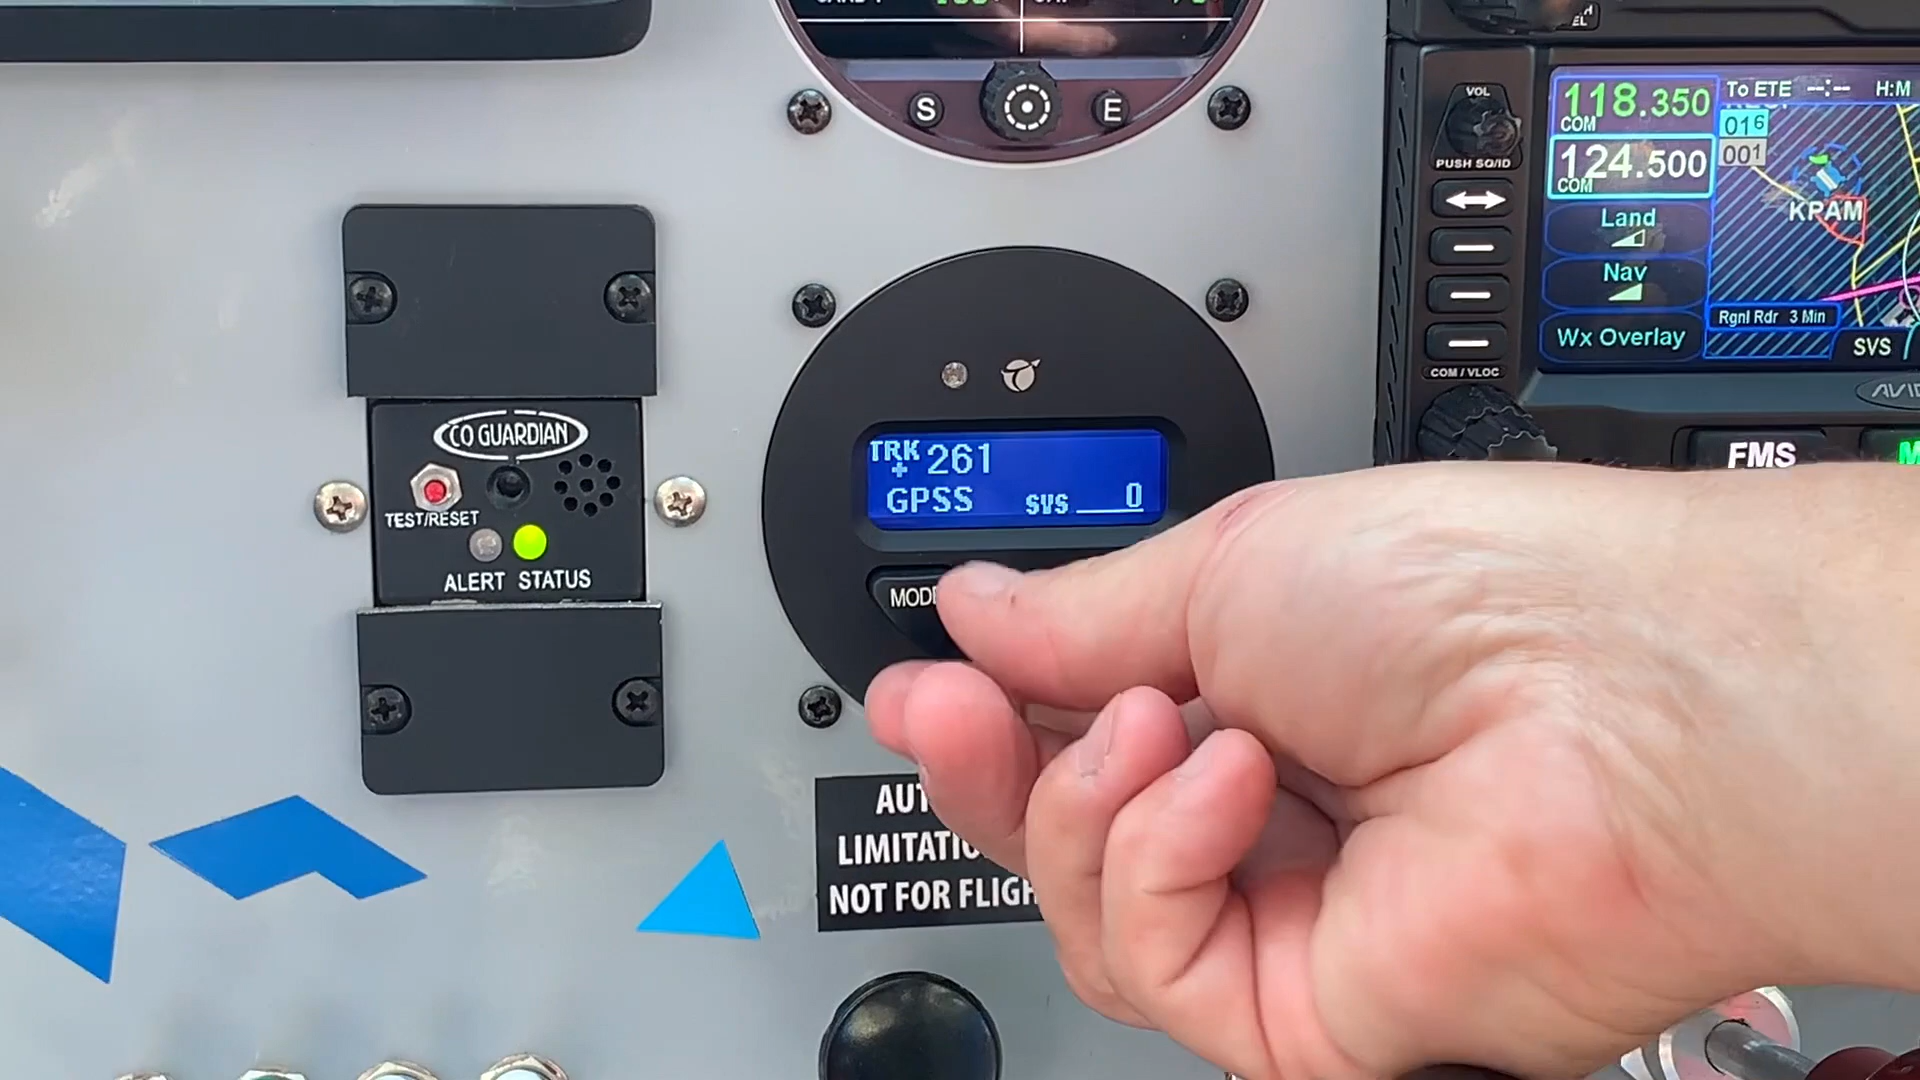 S E
VOL
PUSH SQ/ID
COM / VLOC
118.350
COM
124.500
COM
Land
Nav
Wx Overlay
To ETE --:-- H:M
016
001
KPAM
Rgnl Rdr 3 Min
SVS
FMS
CO GUARDIAN
TEST/RESET
ALERT STATUS
TRK 261
+
GPSS SVS 0
MODE
LIMITATIO
NOT FOR FLIGH